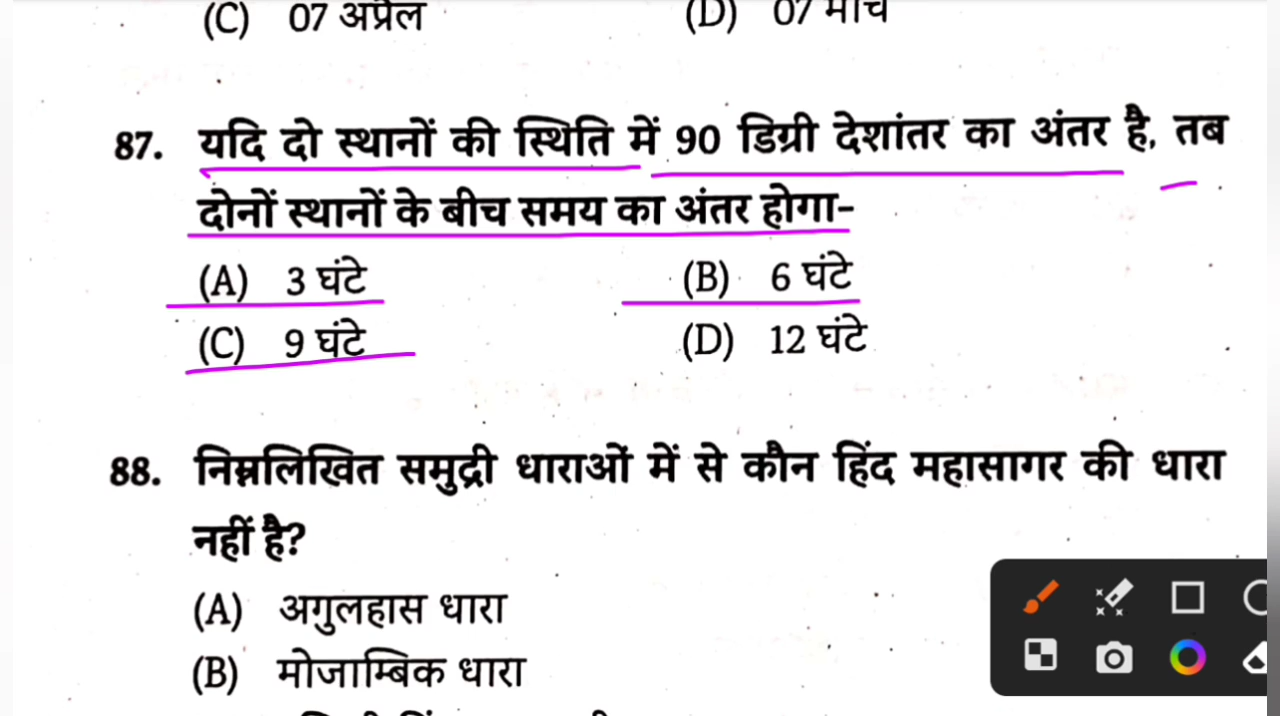 (C) 07 अप्रैल (D) 07 मार्च
87. यदि दो स्थानों की स्थिति में 90 डिग्री देशांतर का अंतर है, तब
दोनों स्थानों के बीच समय का अंतर होगा-
(A) 3 घंटे (B) 6 घंटे
(C) 9 घंटे (D) 12 घंटे
88. निम्नलिखित समुद्री धाराओं में से कौन हिंद महासागर की धारा
नहीं है?
(A) अगुलहास धारा
(B) मोजाम्बिक धारा